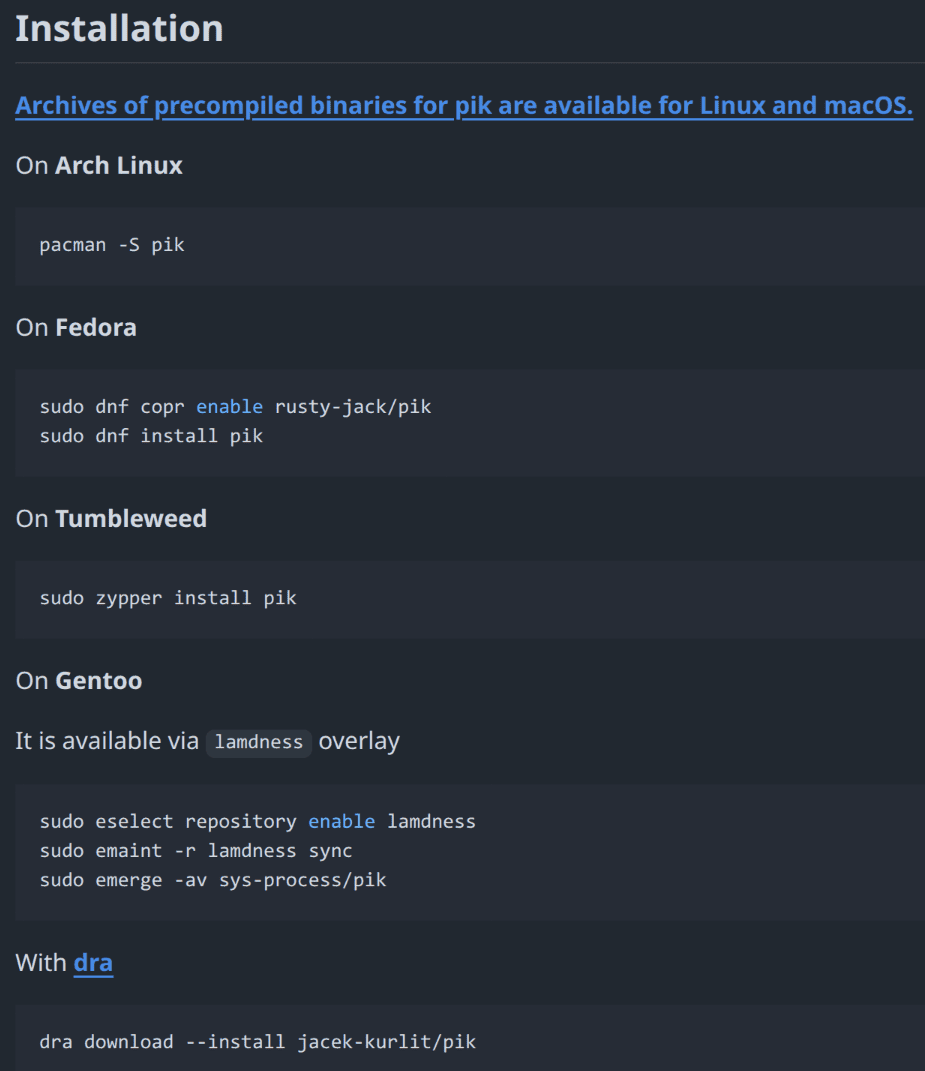 Installation
Archives of precompiled binaries for pik are available for Linux and macOS.
On Arch Linux
pacman -S pik
On Fedora
sudo dnf copr enable rusty-jack/pik
sudo dnf install pik
On Tumbleweed
sudo zypper install pik
On Gentoo
It is available via lamdness overlay
sudo eselect repository enable lamdness
sudo emaint -r lamdness sync
sudo emerge -av sys-process/pik
With dra
dra download --install jacek-kurlit/pik